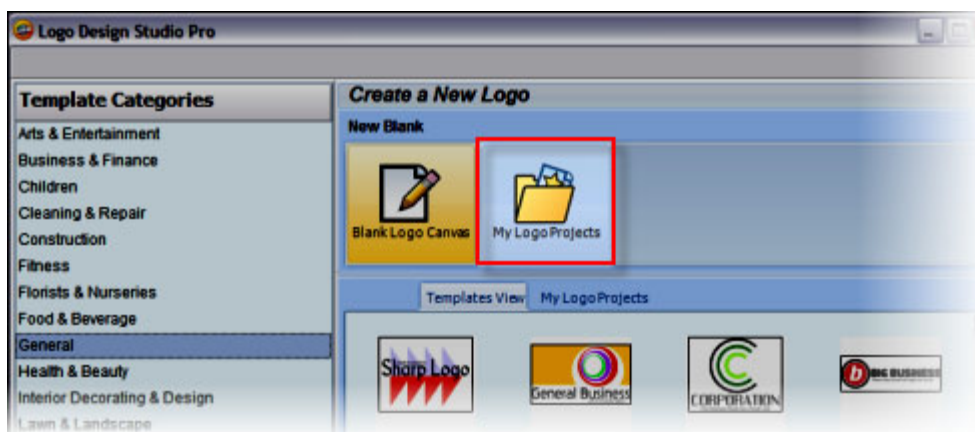 Logo Design Studio Pro
Template Categories
Arts & Entertainment
Business & Finance
Children
Cleaning & Repair
Construction
Fitness
Florists & Nurseries
Food & Beverage
General
Health & Beauty
Interior Decorating & Design
Lawn & Landscape
Create a New Logo
New Blank
Blank Logo Canvas
My Logo Projects
Templates View
My Logo Projects
Sharp Logo
General Business
CORPORATION
b BIG BUSINESS